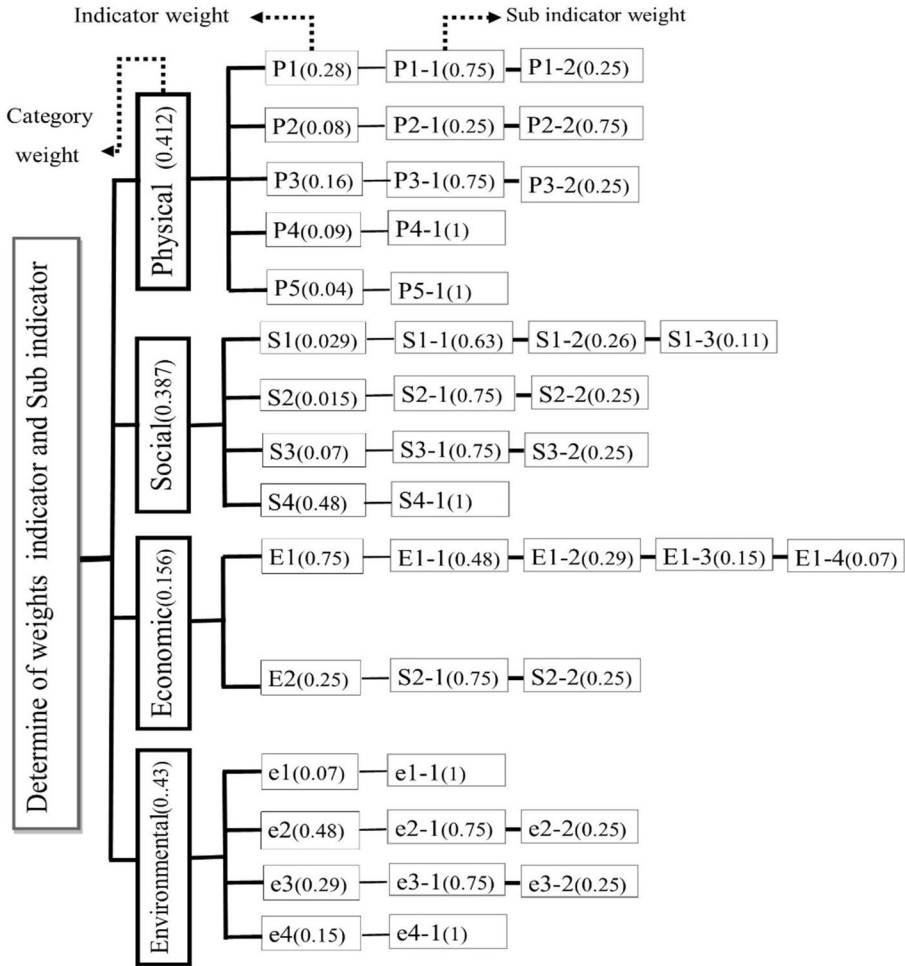 Indicator weight
Sub indicator weight
Category
weight
Determine of weights indicator and Sub indicator
Physical (0.412)
P1(0.28) P1-1(0.75) P1-2(0.25)
P2(0.08) P2-1(0.25) P2-2(0.75)
P3(0.16) P3-1(0.75) P3-2(0.25)
P4(0.09) P4-1(1)
P5(0.04) P5-1(1)
Social(0.387)
S1(0.029) S1-1(0.63) S1-2(0.26) S1-3(0.11)
S2(0.015) S2-1(0.75) S2-2(0.25)
S3(0.07) S3-1(0.75) S3-2(0.25)
S4(0.48) S4-1(1)
Economic(0.156)
E1(0.75) E1-1(0.48) E1-2(0.29) E1-3(0.15) E1-4(0.07)
E2(0.25) S2-1(0.75) S2-2(0.25)
Environmental(0..43)
e1(0.07) e1-1(1)
e2(0.48) e2-1(0.75) e2-2(0.25)
e3(0.29) e3-1(0.75) e3-2(0.25)
e4(0.15) e4-1(1)